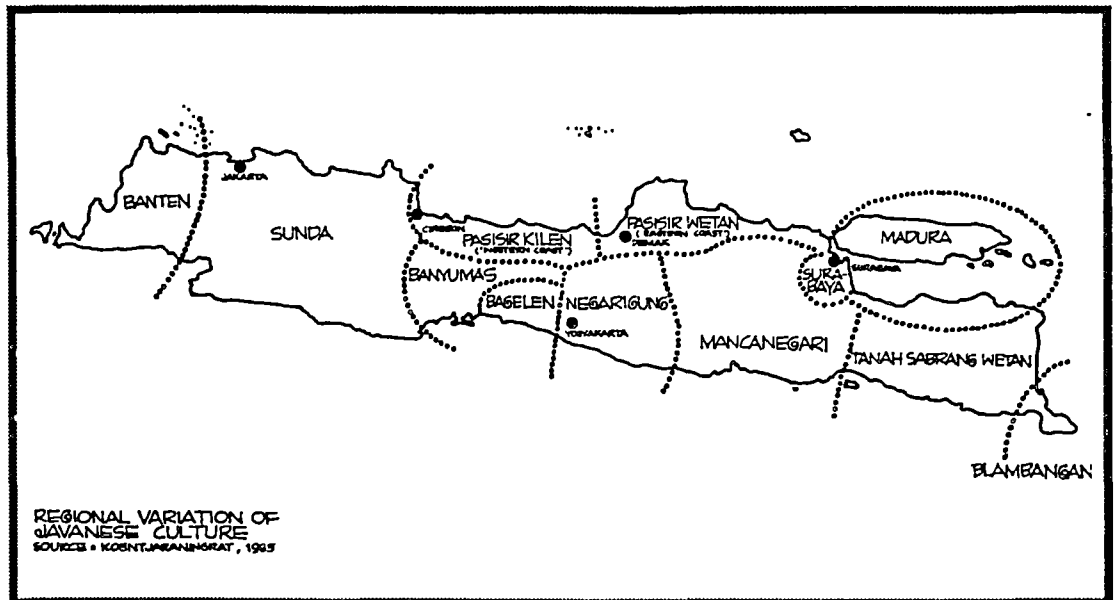 BANTEN
JAKARTA
SUNDA
CIREBON
PASISIR KILEN
("WESTERN COAST")
PASISIR WETAN
(EASTERN COAST)
DEMAK
MADURA
SURABAYA
SURA-
BAYA
BANYUMAS
BAGELEN
NEGARIGUNG
YOGYAKARTA
MANCANEGARI
TANAH SABRANG WETAN
BLAMBANGAN
REGIONAL VARIATION OF
JAVANESE CULTURE
SOURCE : KOENTJARANINGRAT, 1985